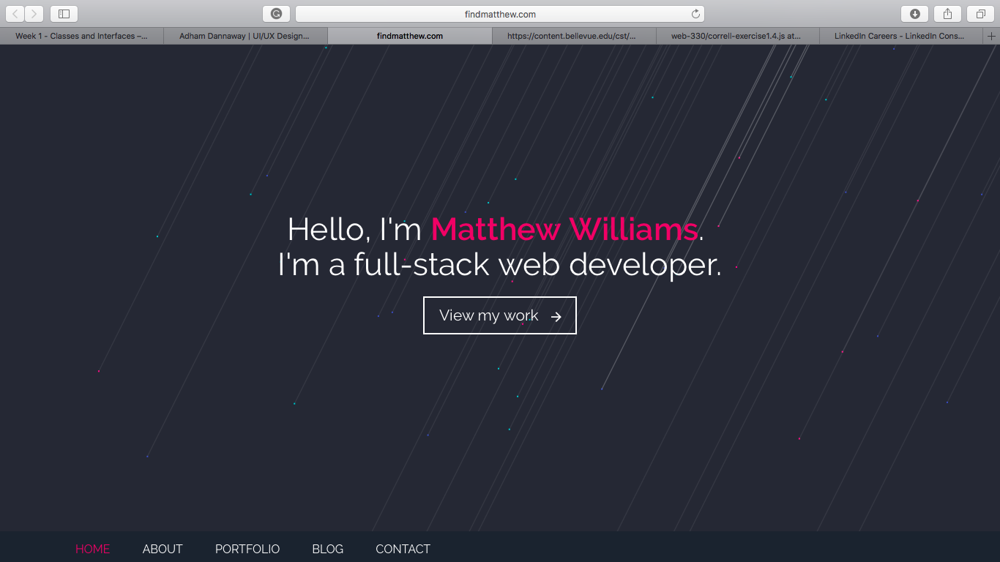 findmatthew.com
Week 1 - Classes and Interfaces –...
Adham Dannaway | UI/UX Design...
findmatthew.com
https://content.bellevue.edu/cst/...
web-330/correll-exercise1.4.js at...
LinkedIn Careers - LinkedIn Cons...
Hello, I'm Matthew Williams.
I'm a full-stack web developer.
View my work
HOME ABOUT PORTFOLIO BLOG CONTACT